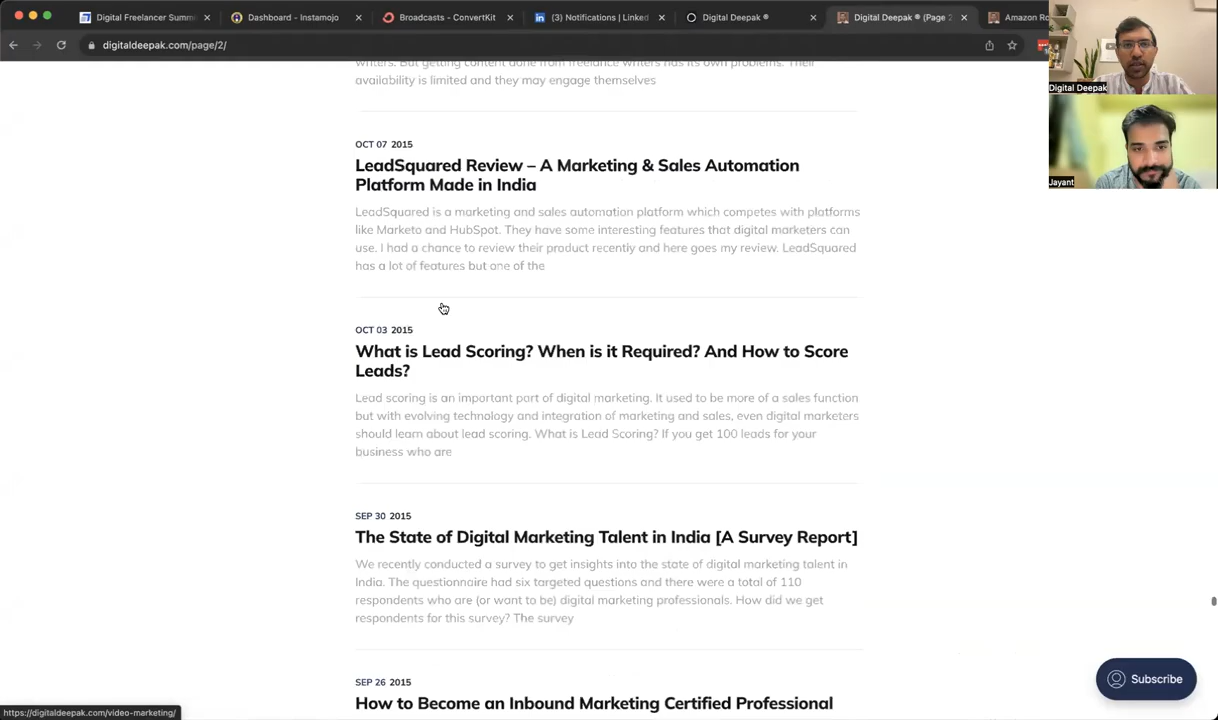 Digital Freelancer Summi
Dashboard - Instamojo
Broadcasts - ConvertKit
(3) Notifications | Linked
Digital Deepak ®
Digital Deepak ® (Page 2
Amazon Ro
digitaldeepak.com/page/2/
Digital Deepak
Jayant
writers. But getting content done from freelance writers has its own problems. Their
availability is limited and they may engage themselves
OCT 07 2015
LeadSquared Review – A Marketing & Sales Automation
Platform Made in India
LeadSquared is a marketing and sales automation platform which competes with platforms
like Marketo and HubSpot. They have some interesting features that digital marketers can
use. I had a chance to review their product recently and here goes my review. LeadSquared
has a lot of features but one of the
OCT 03 2015
What is Lead Scoring? When is it Required? And How to Score
Leads?
Lead scoring is an important part of digital marketing. It used to be more of a sales function
but with evolving technology and integration of marketing and sales, even digital marketers
should learn about lead scoring. What is Lead Scoring? If you get 100 leads for your
business who are
SEP 30 2015
The State of Digital Marketing Talent in India [A Survey Report]
We recently conducted a survey to get insights into the state of digital marketing talent in
India. The questionnaire had six targeted questions and there were a total of 110
respondents who are (or want to be) digital marketing professionals. How did we get
respondents for this survey? The survey
SEP 26 2015
How to Become an Inbound Marketing Certified Professional
Subscribe
https://digitaldeepak.com/video-marketing/